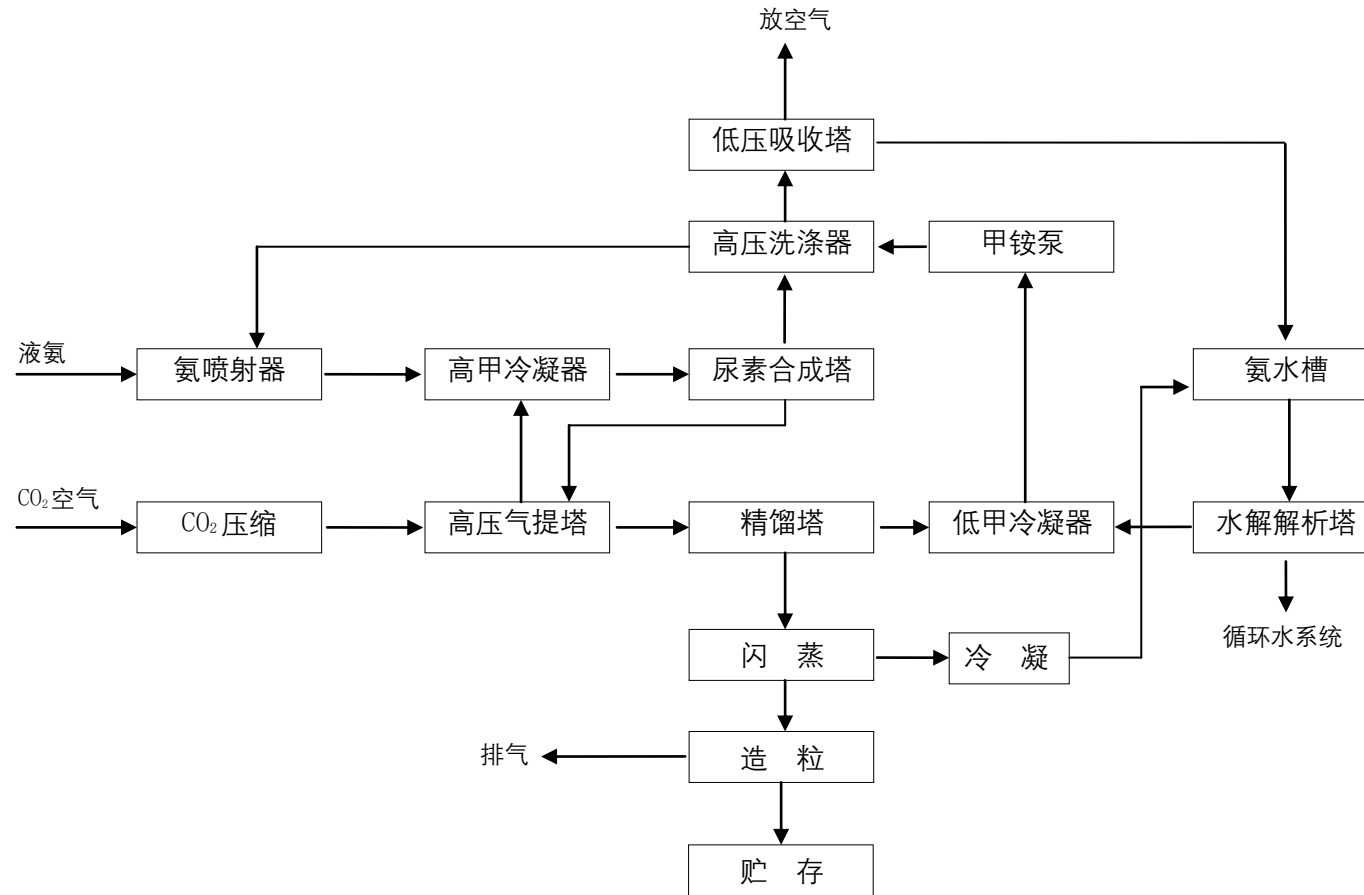 放空气
低压吸收塔
高压洗涤器
甲铵泵
液氨
氨喷射器
高甲冷凝器
尿素合成塔
氨水槽
CO₂空气
CO₂压缩
高压气提塔
精馏塔
低甲冷凝器
水解解析塔
循环水系统
闪 蒸
冷 凝
排气
造 粒
贮 存